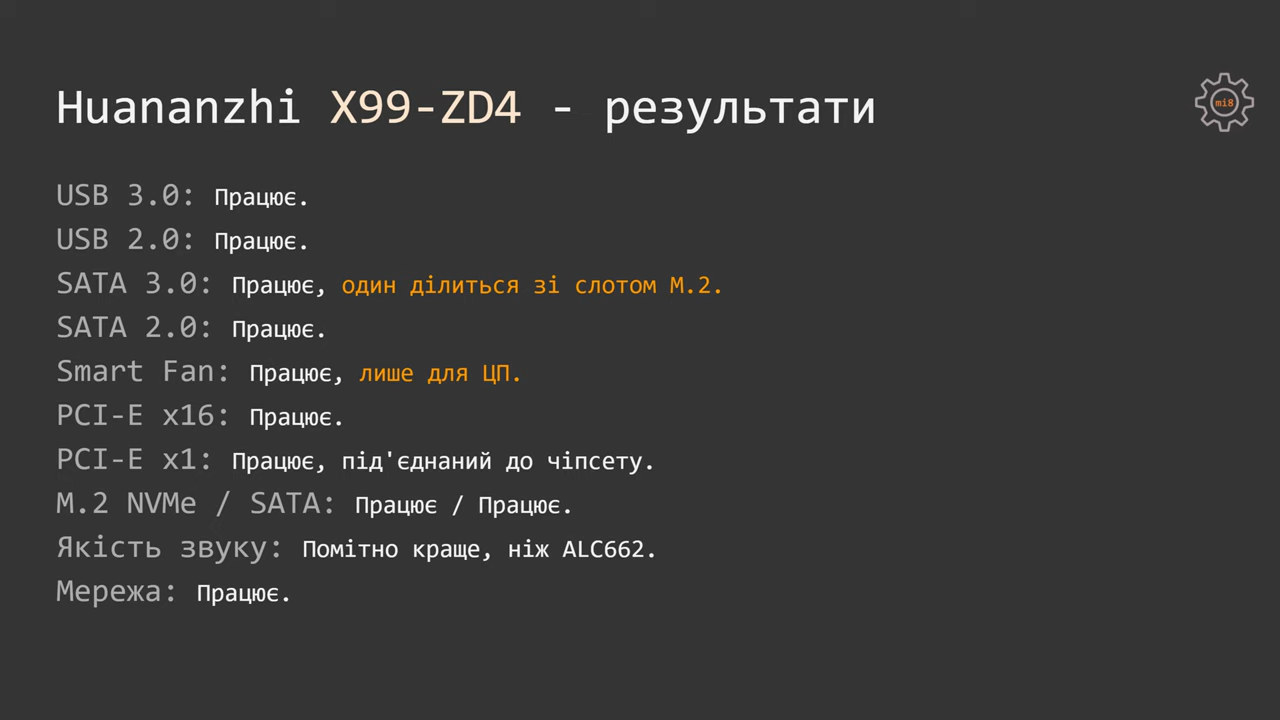 Huananzhi X99-ZD4 - результати
mi8
USB 3.0: Працює.
USB 2.0: Працює.
SATA 3.0: Працює, один ділиться зі слотом M.2.
SATA 2.0: Працює.
Smart Fan: Працює, лише для ЦП.
PCI-E x16: Працює.
PCI-E x1: Працює, під'єднаний до чіпсету.
M.2 NVMe / SATA: Працює / Працює.
Якість звуку: Помітно краще, ніж ALC662.
Мережа: Працює.